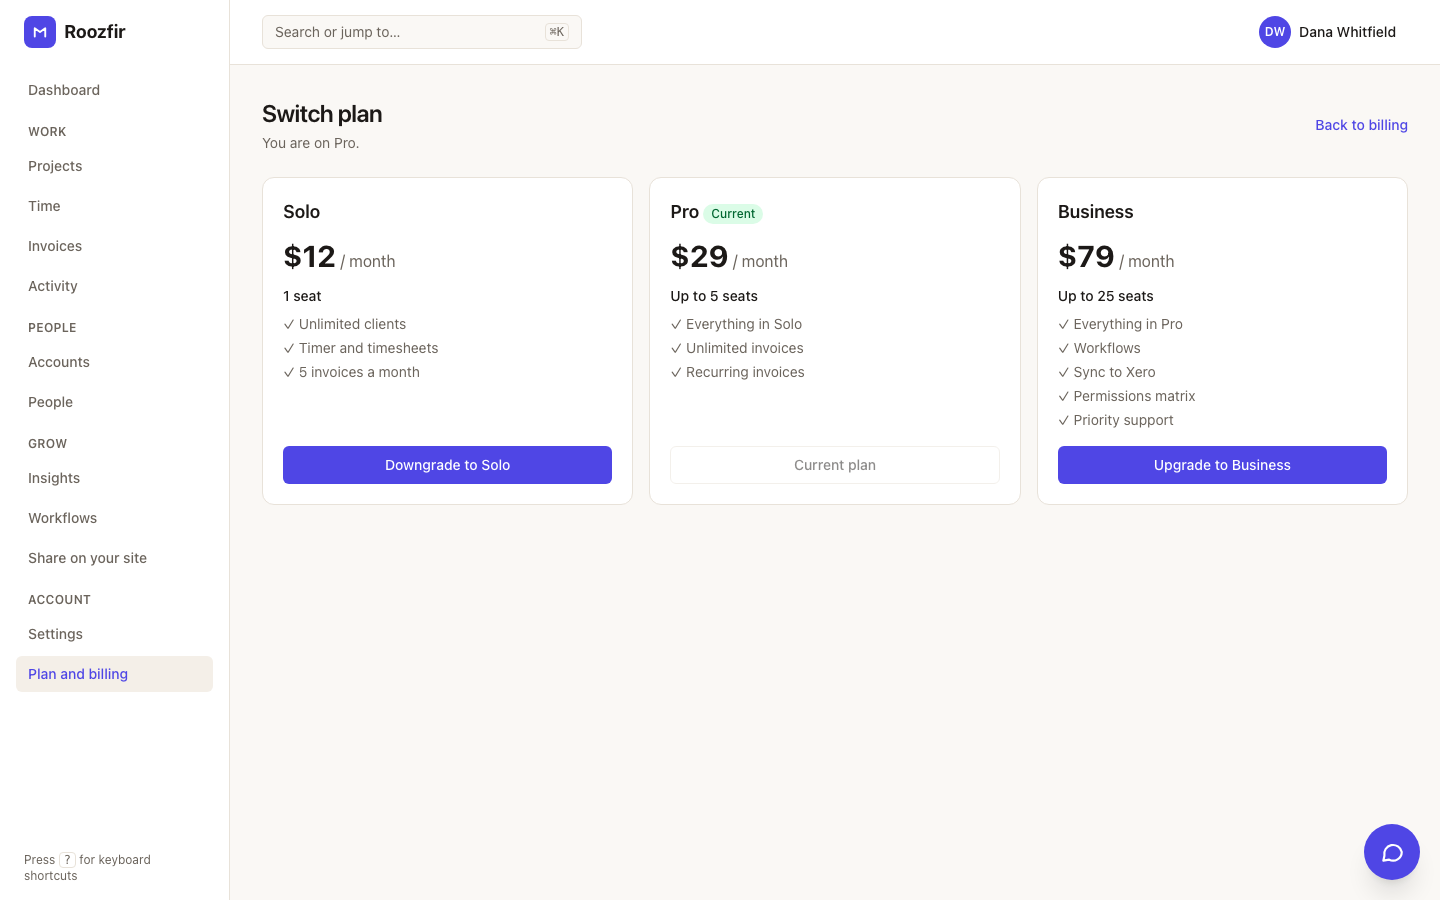 Roozfir
Search or jump to...
⌘K
DW
Dana Whitfield
Dashboard
WORK
Projects
Time
Invoices
Activity
PEOPLE
Accounts
People
GROW
Insights
Workflows
Share on your site
ACCOUNT
Settings
Plan and billing
Press ? for keyboard
shortcuts
Switch plan
You are on Pro.
Back to billing
Solo
$12 / month
1 seat
✓ Unlimited clients
✓ Timer and timesheets
✓ 5 invoices a month
Downgrade to Solo
Pro Current
$29 / month
Up to 5 seats
✓ Everything in Solo
✓ Unlimited invoices
✓ Recurring invoices
Current plan
Business
$79 / month
Up to 25 seats
✓ Everything in Pro
✓ Workflows
✓ Sync to Xero
✓ Permissions matrix
✓ Priority support
Upgrade to Business